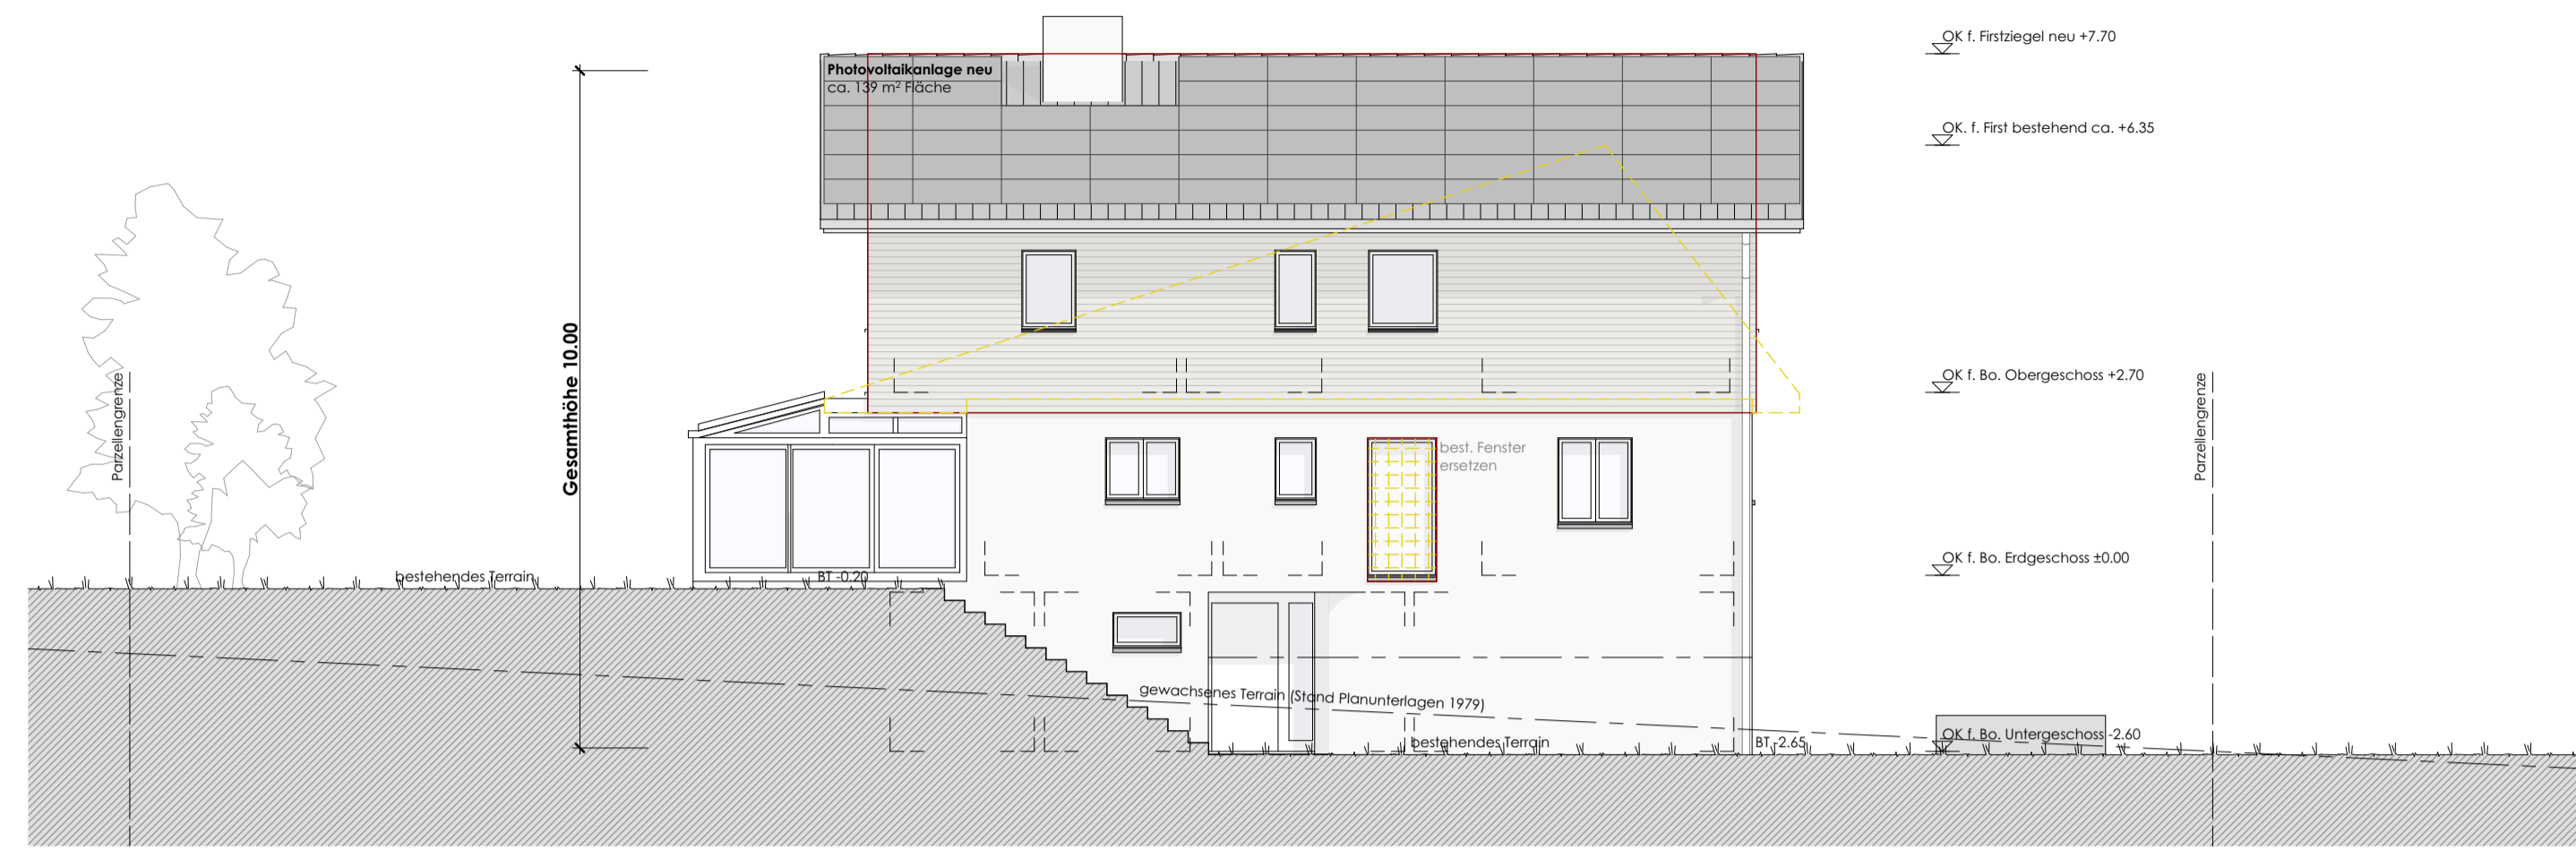 OK f. Firstziegel neu +7.70
Photovoltaikanlage neu
ca. 139 m² Fläche
OK. f. First bestehend ca. +6.35
Gesamthöhe 10.00
Parzellengrenze
OK f. Bo. Obergeschoss +2.70
Parzellengrenze
best. Fenster
ersetzen
OK f. Bo. Erdgeschoss ±0.00
bestehendes Terrain
BT -0.20
gewachsenes Terrain (Stand Planunterlagen 1979)
bestehendes Terrain
BT -2.65
OK f. Bo. Untergeschoss -2.60